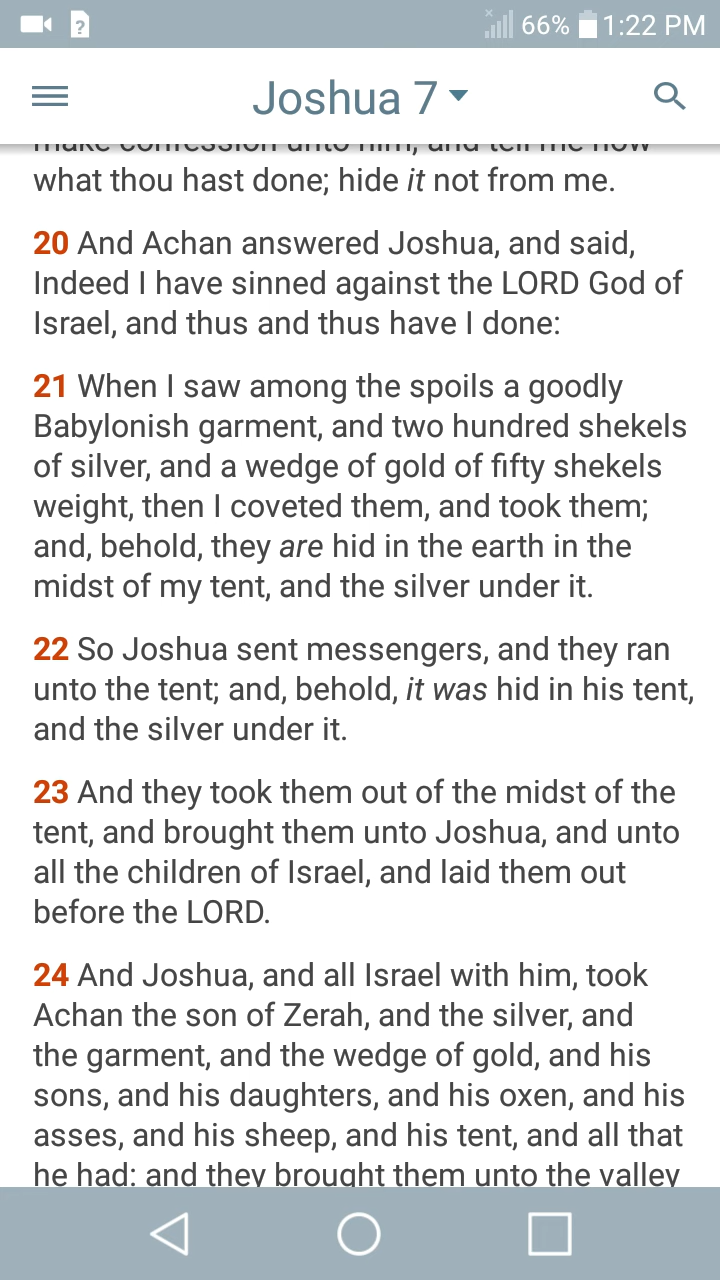 66% 1:22 PM
Joshua 7
make confession unto him; and tell me now
what thou hast done; hide it not from me.
20 And Achan answered Joshua, and said,
Indeed I have sinned against the LORD God of
Israel, and thus and thus have I done:
21 When I saw among the spoils a goodly
Babylonish garment, and two hundred shekels
of silver, and a wedge of gold of fifty shekels
weight, then I coveted them, and took them;
and, behold, they are hid in the earth in the
midst of my tent, and the silver under it.
22 So Joshua sent messengers, and they ran
unto the tent; and, behold, it was hid in his tent,
and the silver under it.
23 And they took them out of the midst of the
tent, and brought them unto Joshua, and unto
all the children of Israel, and laid them out
before the LORD.
24 And Joshua, and all Israel with him, took
Achan the son of Zerah, and the silver, and
the garment, and the wedge of gold, and his
sons, and his daughters, and his oxen, and his
asses, and his sheep, and his tent, and all that
he had: and they brought them unto the valley